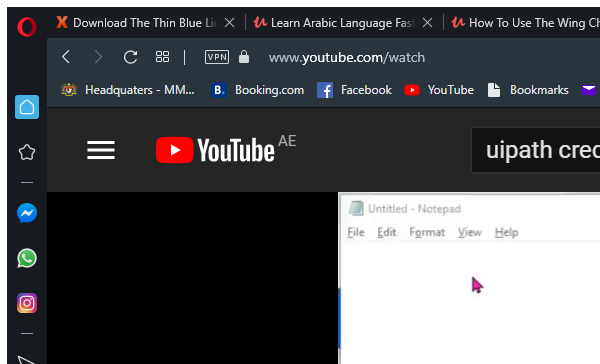 X Download The Thin Blue Li X Learn Arabic Language Fas X How To Use The Wing Ch
VPN www.youtube.com/watch
Headquaters - MM... B. Booking.com Facebook YouTube Bookmarks
YouTube AE uipath cred
Untitled - Notepad
File Edit Format View Help